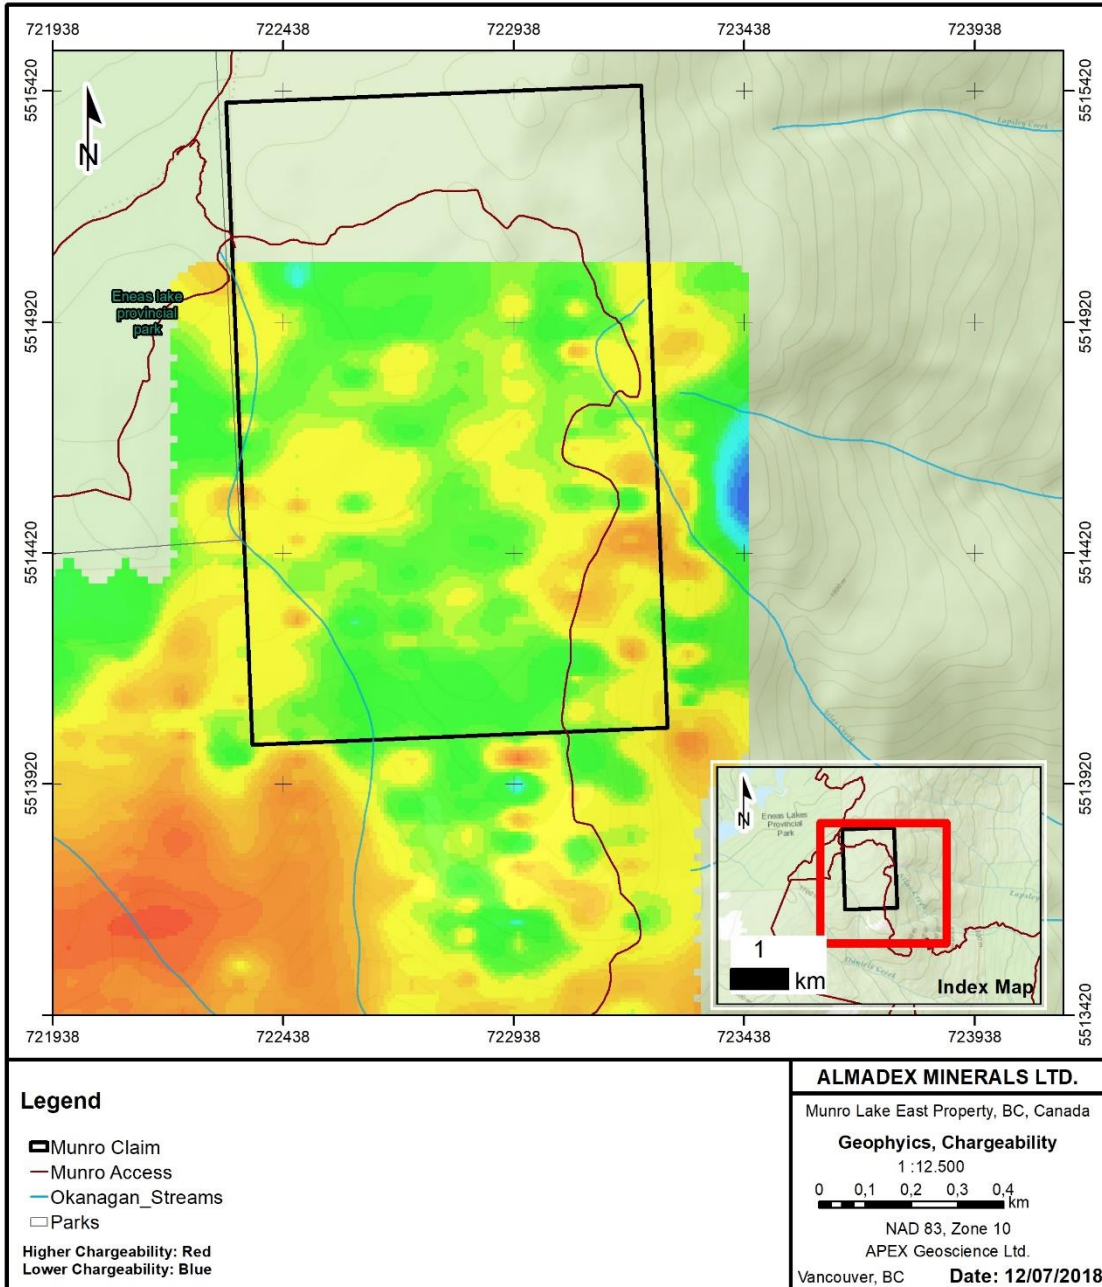 721938 722438 722938 723438 723938
5515420 5515420
N
Lapsley Creek
Eneas lake
provincial
park
5514920 5514920
5514420 5514420
5513920 5513920
N
Eneas Lakes
Provincial
Park
Lapsley
1
km
Index Map
5513420 5513420
721938 722438 722938 723438 723938
Legend
Munro Claim
Munro Access
Okanagan_Streams
Parks
Higher Chargeability: Red
Lower Chargeability: Blue
ALMADEX MINERALS LTD.
Munro Lake East Property, BC, Canada
Geophyics, Chargeability
1 :12.500
0 0,1 0,2 0,3 0,4
km
NAD 83, Zone 10
APEX Geoscience Ltd.
Vancouver, BC Date: 12/07/2018